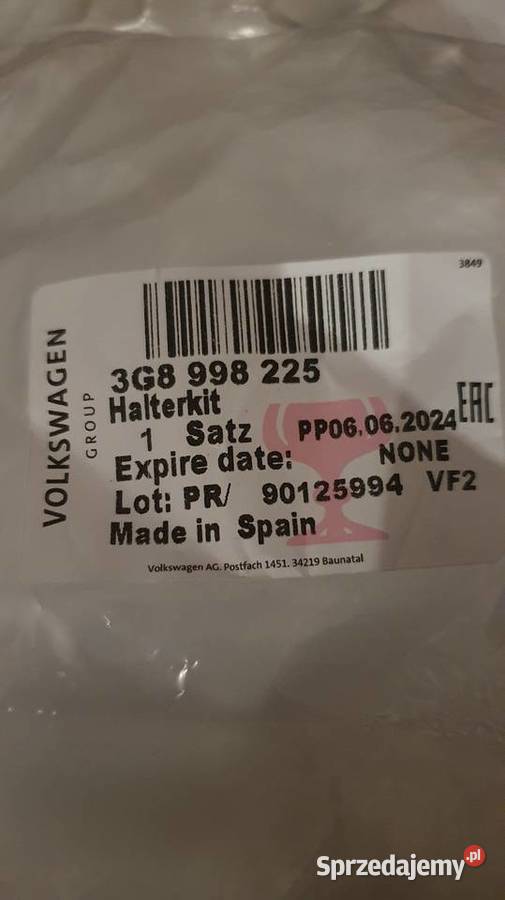 3849
VOLKSWAGEN
GROUP
3G8 998 225
Halterkit
1 Satz PP06.06.2024 EAC
Expire date: NONE
Lot: PR/ 90125994 VF2
Made in Spain
Volkswagen AG. Postfach 1451. 34219 Baunatal
Sprzedajemy.pl